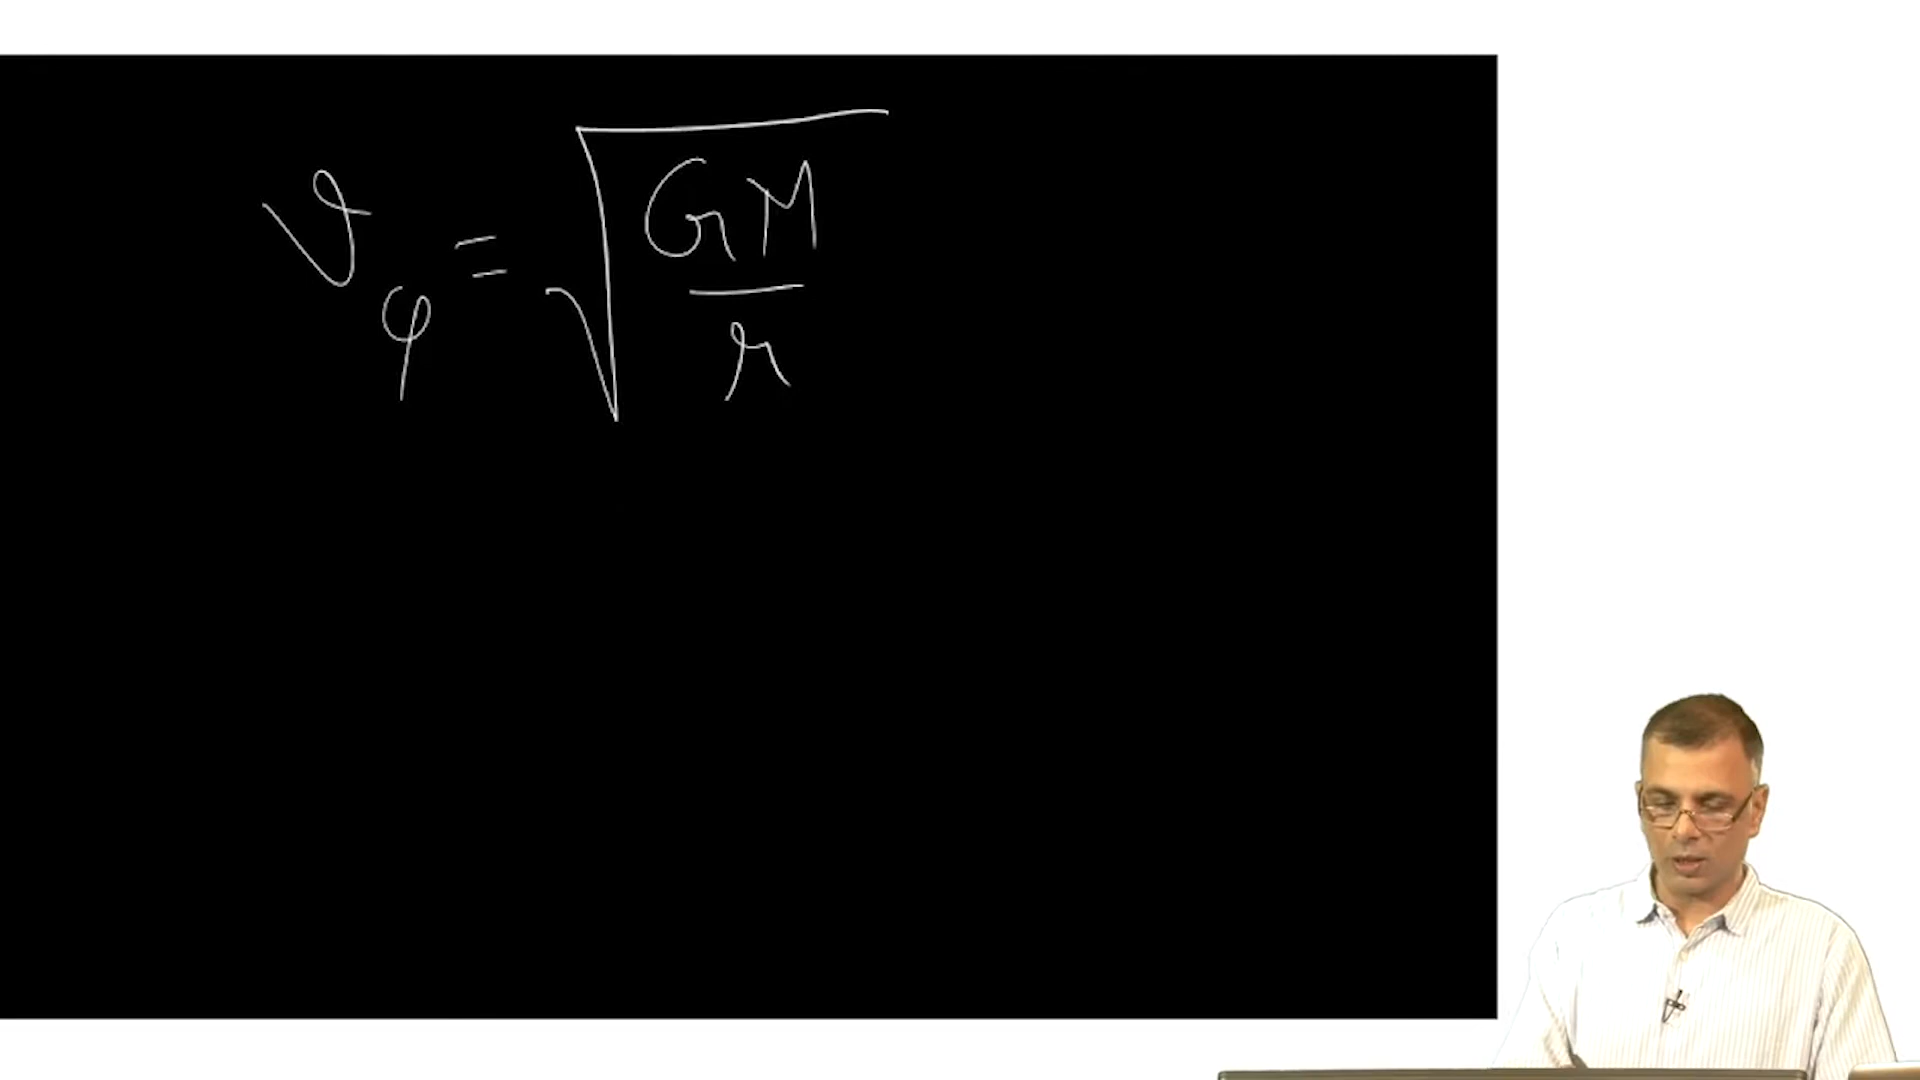 v_φ = √(GM/r)